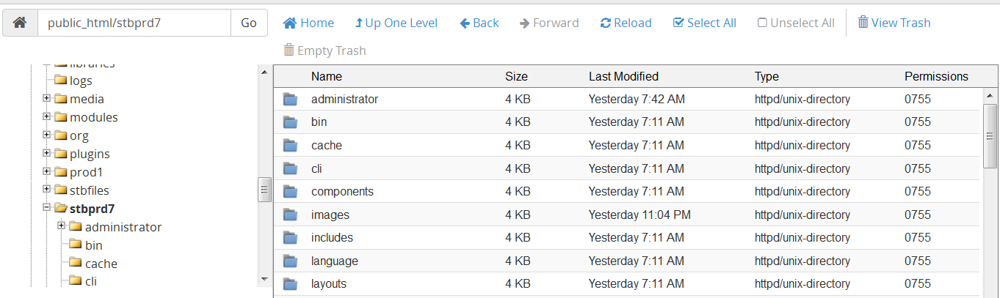 public_html/stbprd7 Go Home Up One Level Back Forward Reload Select All Unselect All View Trash
Empty Trash
libraries
logs
media
modules
org
plugins
prod1
stbfiles
stbprd7
administrator
bin
cache
cli
Name Size Last Modified Type Permissions
administrator 4 KB Yesterday 7:42 AM httpd/unix-directory 0755
bin 4 KB Yesterday 7:11 AM httpd/unix-directory 0755
cache 4 KB Yesterday 7:11 AM httpd/unix-directory 0755
cli 4 KB Yesterday 7:11 AM httpd/unix-directory 0755
components 4 KB Yesterday 7:11 AM httpd/unix-directory 0755
images 4 KB Yesterday 11:04 PM httpd/unix-directory 0755
includes 4 KB Yesterday 7:11 AM httpd/unix-directory 0755
language 4 KB Yesterday 7:11 AM httpd/unix-directory 0755
layouts 4 KB Yesterday 7:11 AM httpd/unix-directory 0755